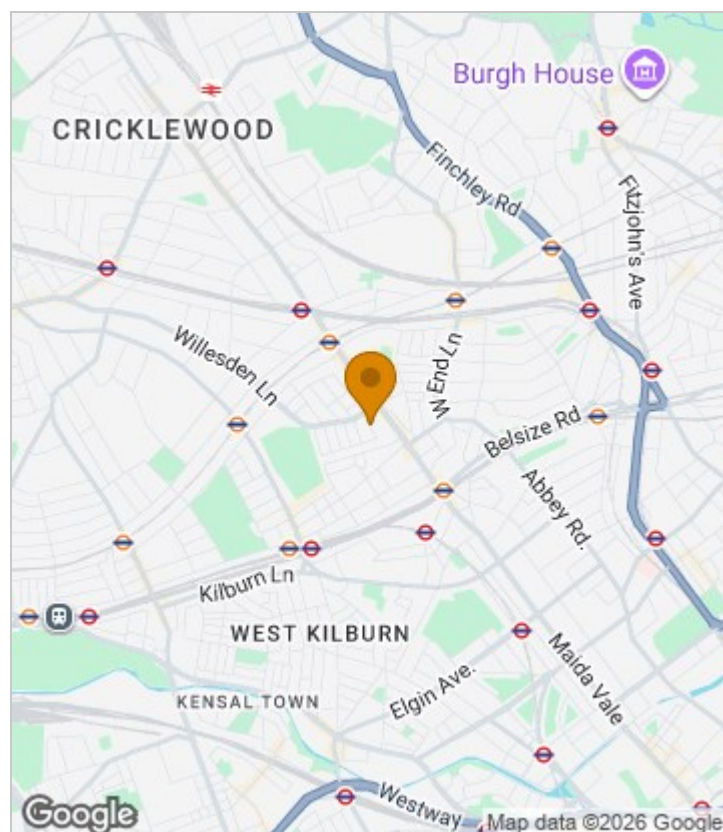 Burgh House
CRICKLEWOOD
Finchley Rd
Fitzjohn's Ave
Willesden Ln
W End Ln
Belsize Rd
Abbey Rd.
Kilburn Ln
WEST KILBURN
Maida Vale
Elgin Ave.
KENSAL TOWN
Westway
Google
Map data ©2026 Google